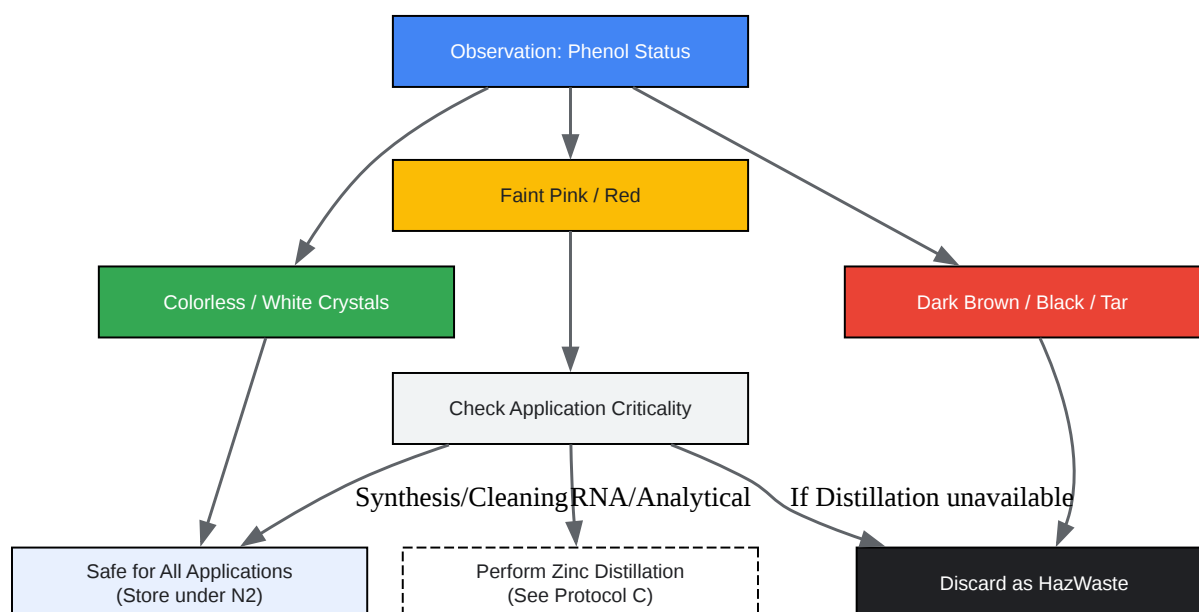 Observation: Phenol Status
Faint Pink / Red
Colorless / White Crystals
Dark Brown / Black / Tar
Check Application Criticality
Synthesis/Cleaning
RNA/Analytical
If Distillation unavailable
Safe for All Applications
(Store under N2)
Perform Zinc Distillation
(See Protocol C)
Discard as HazWaste